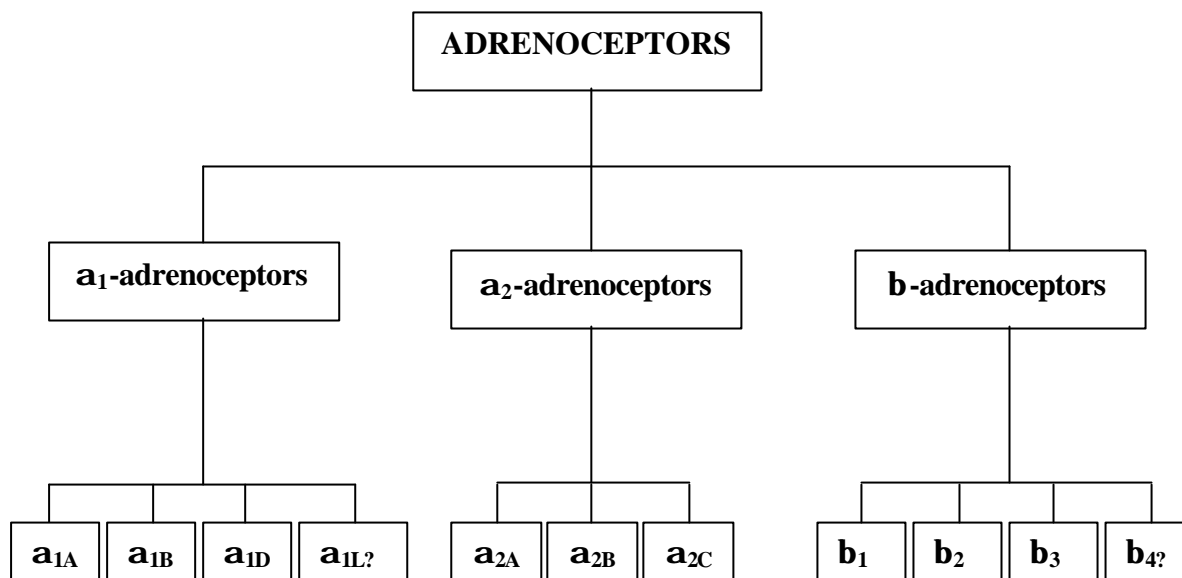 ADRENOCEPTORS
a1-adrenoceptors
a2-adrenoceptors
b-adrenoceptors
a1A
a1B
a1D
a1L?
a2A
a2B
a2C
b1
b2
b3
b4?